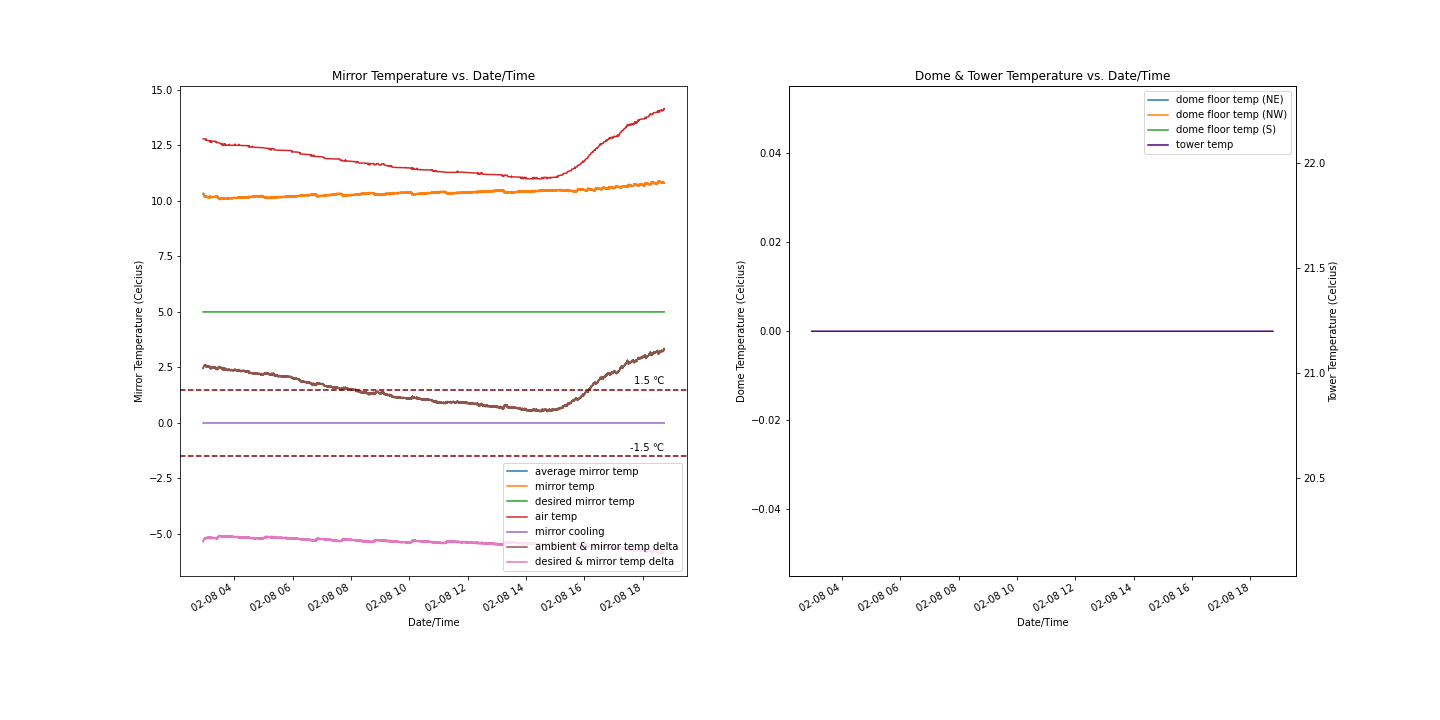 Mirror Temperature vs. Date/Time
Mirror Temperature (Celcius)
15.0
12.5
10.0
7.5
5.0
2.5
0.0
−2.5
−5.0
1.5 °C
-1.5 °C
average mirror temp
mirror temp
desired mirror temp
air temp
mirror cooling
ambient & mirror temp delta
desired & mirror temp delta
02-08 04
02-08 06
02-08 08
02-08 10
02-08 12
02-08 14
02-08 16
02-08 18
Date/Time
Dome & Tower Temperature vs. Date/Time
Dome Temperature (Celcius)
0.04
0.02
0.00
−0.02
−0.04
dome floor temp (NE)
dome floor temp (NW)
dome floor temp (S)
tower temp
22.0
21.5
21.0
20.5
Tower Temperature (Celcius)
02-08 04
02-08 06
02-08 08
02-08 10
02-08 12
02-08 14
02-08 16
02-08 18
Date/Time